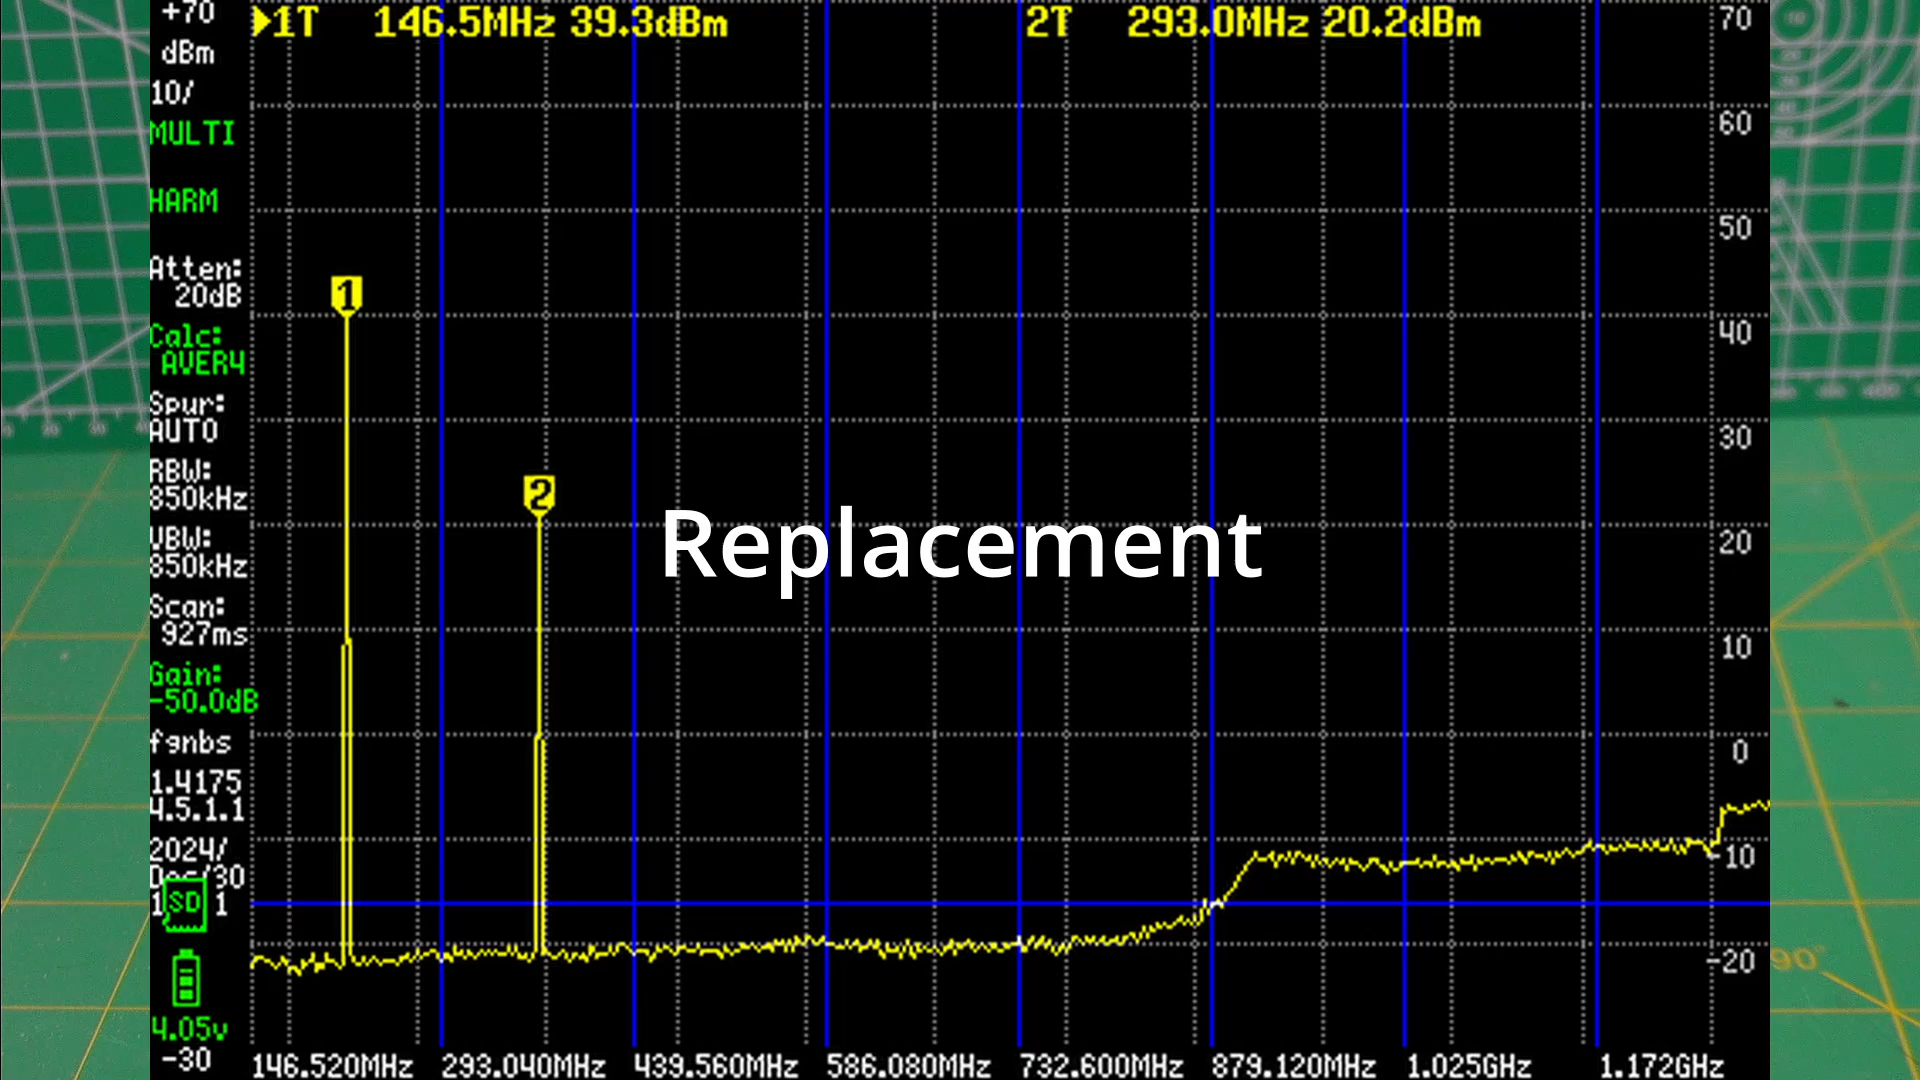 ▶1T 146.5MHz 39.3dBm 2T 293.0MHz 20.2dBm
+70
dBm
10/
MULTI
HARM
Atten:
20dB
Calc:
AVER4
Spur:
AUTO
RBW:
850kHz
VBW:
850kHz
Scan:
927ms
Gain:
-50.0dB
fgnbs
1.4175
4.5.1.1
2024/
Dec/30
SD
4.05v
-30
1
2
Replacement
70
60
50
40
30
20
10
0
-10
-20
146.520MHz 293.040MHz 439.560MHz 586.080MHz 732.600MHz 879.120MHz 1.025GHz 1.172GHz
90°